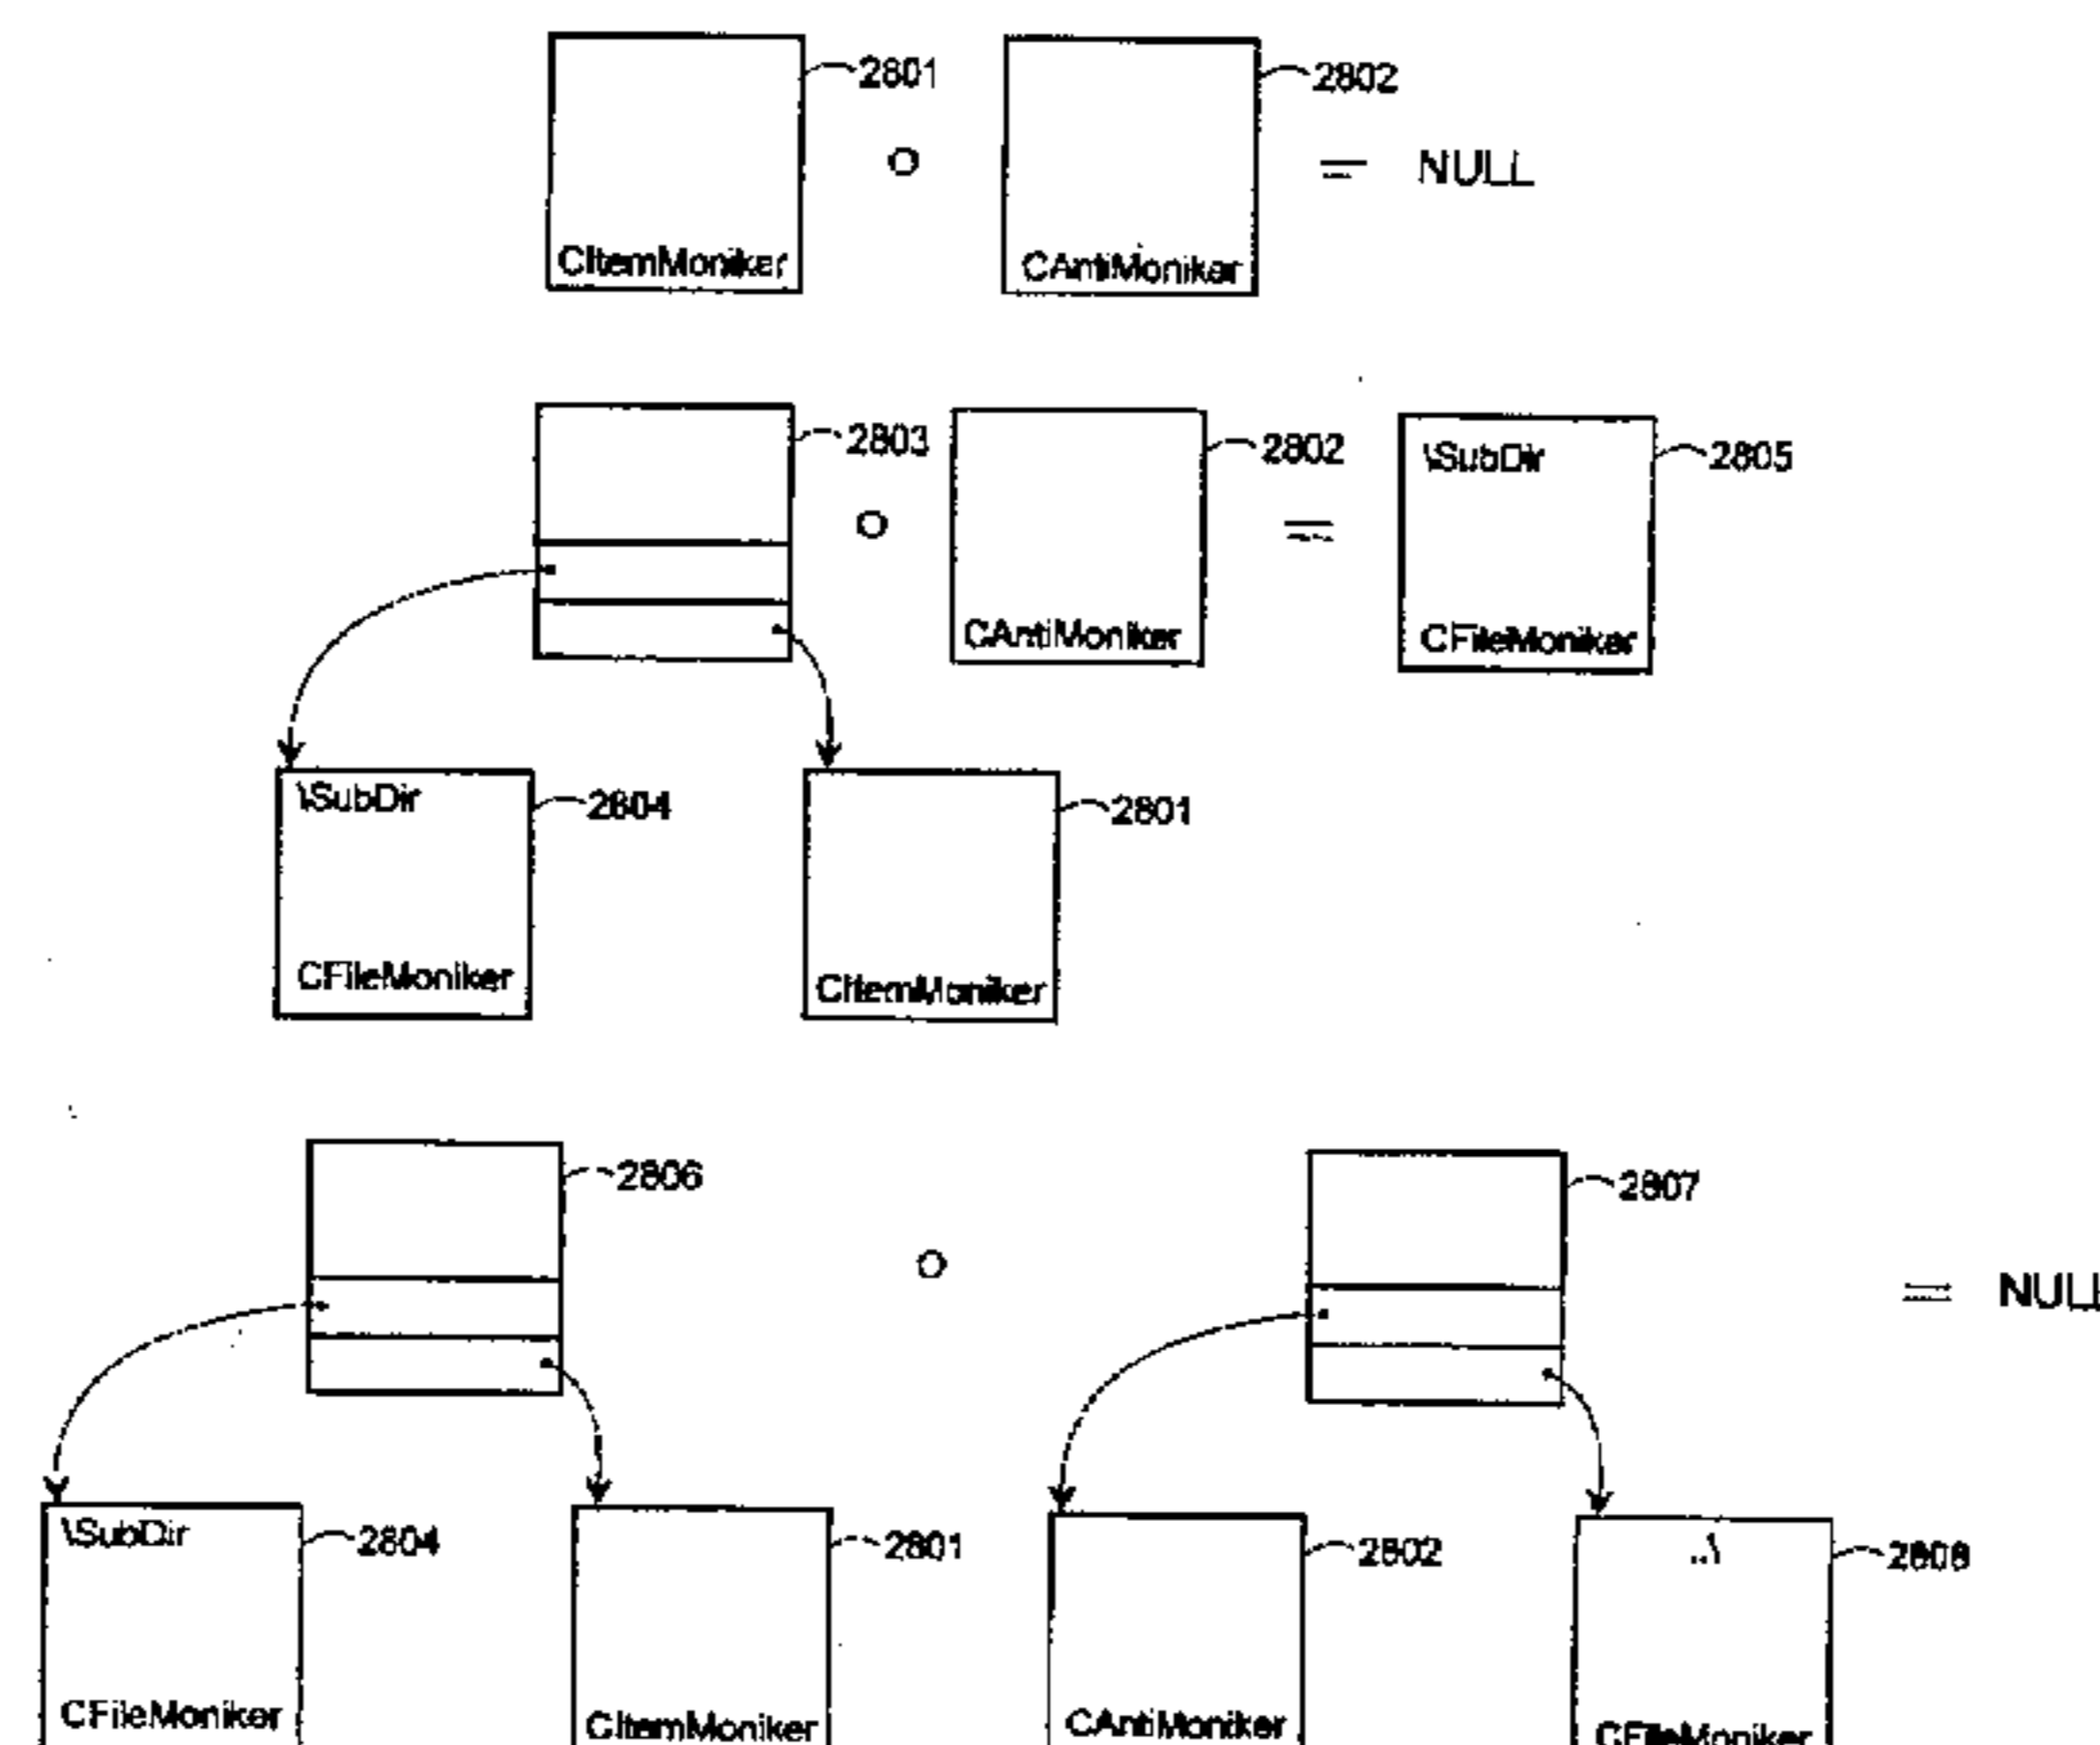 2801
2802
= NULL
CItemMoniker
CAntiMoniker
2803
2802
\SubDir
2805
=
CAntiMoniker
CFileMoniker
\SubDir
2804
2801
CFileMoniker
CItemMoniker
2806
2807
= NULL
\SubDir
2804
2801
2802
..\
2808
CFileMoniker
CItemMoniker
CAntiMoniker
CFileMoniker